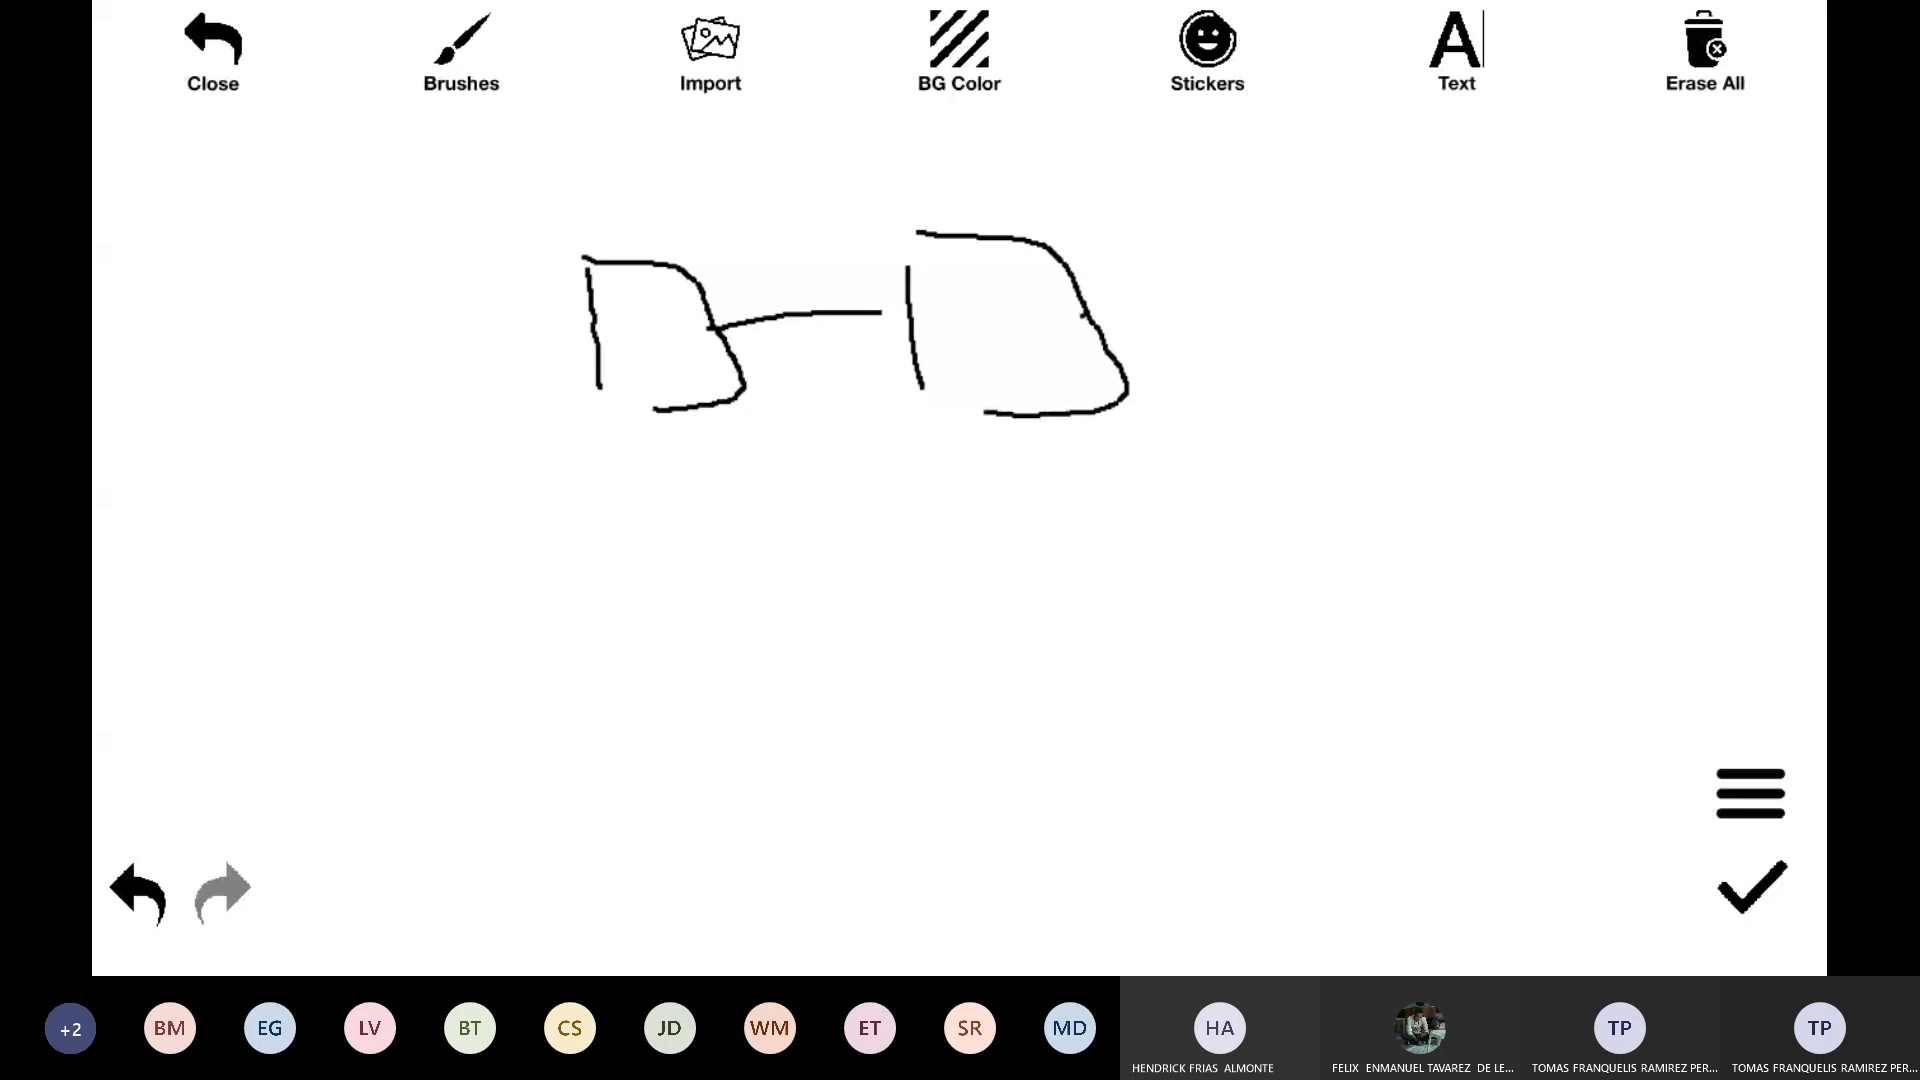 Close Brushes Import BG Color Stickers Text Erase All
+2 BM EG LV BT CS JD WM ET SR MD HA TP TP
HENDRICK FRIAS ALMONTE FELIX ENMANUEL TAVAREZ DE LE... TOMAS FRANQUELIS RAMIREZ PER... TOMAS FRANQUELIS RAMIREZ PER...